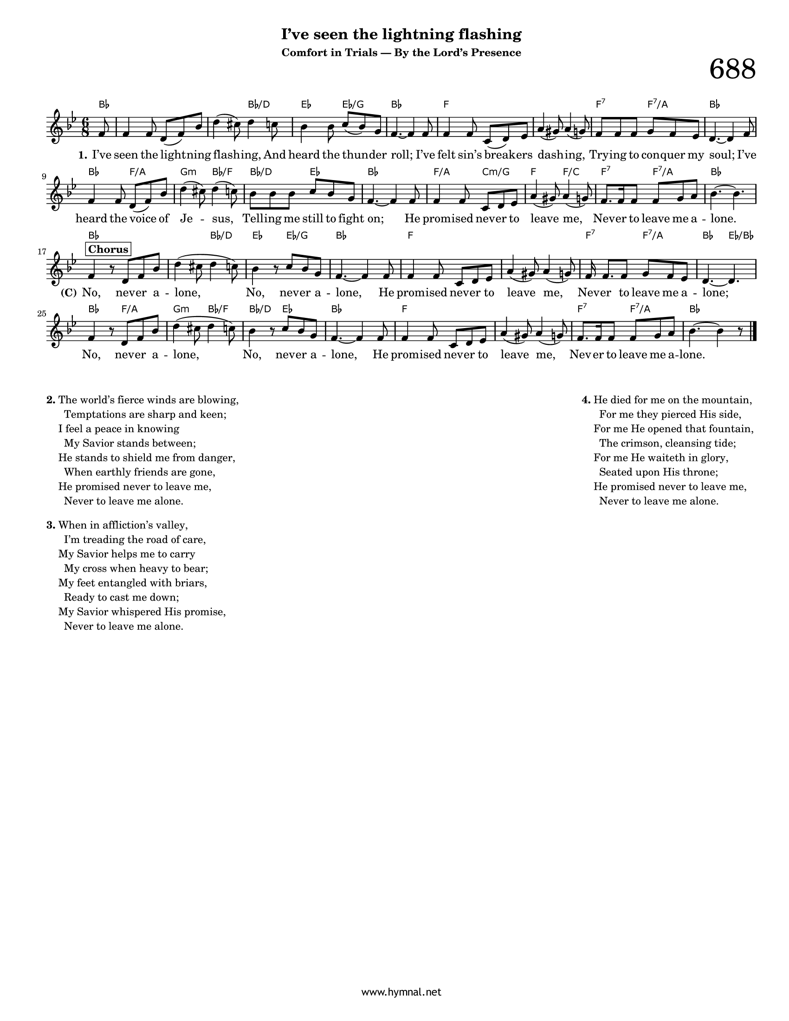 I've seen the lightning flashing
Comfort in Trials — By the Lord's Presence
688
B♭ B♭/D E♭ E♭/G B♭ F F7 F7/A B♭
6 8
1. I've seen the lightning flashing, And heard the thunder roll; I've felt sin's breakers dashing, Trying to conquer my soul; I've
9
B♭ F/A Gm B♭/F B♭/D E♭ B♭ F/A Cm/G F F/C F7 F7/A B♭
heard the voice of Je - sus, Telling me still to fight on; He promised never to leave me, Never to leave me a - lone.
17
B♭ B♭/D E♭ E♭/G B♭ F F7 F7/A B♭ E♭/B♭
Chorus
(C) No, never a - lone, No, never a - lone, He promised never to leave me, Never to leave me a - lone;
25
B♭ F/A Gm B♭/F B♭/D E♭ B♭ F F7 F7/A B♭
No, never a - lone, No, never a - lone, He promised never to leave me, Never to leave me a-lone.
2. The world's fierce winds are blowing,
Temptations are sharp and keen;
I feel a peace in knowing
My Savior stands between;
He stands to shield me from danger,
When earthly friends are gone,
He promised never to leave me,
Never to leave me alone.
3. When in affliction's valley,
I'm treading the road of care,
My Savior helps me to carry
My cross when heavy to bear;
My feet entangled with briars,
Ready to cast me down;
My Savior whispered His promise,
Never to leave me alone.
4. He died for me on the mountain,
For me they pierced His side,
For me He opened that fountain,
The crimson, cleansing tide;
For me He waiteth in glory,
Seated upon His throne;
He promised never to leave me,
Never to leave me alone.
www.hymnal.net